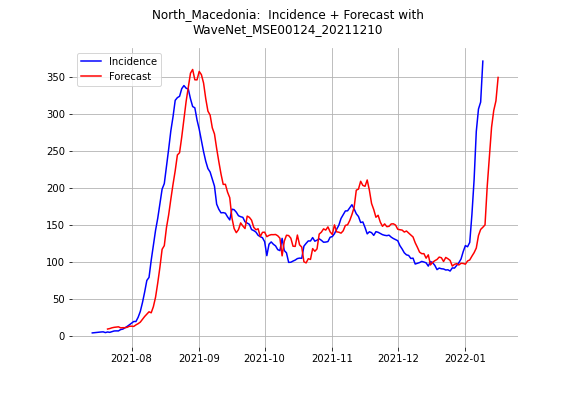 North_Macedonia:  Incidence + Forecast with
WaveNet_MSE00124_20211210
Incidence
Forecast
350
300
250
200
150
100
50
0
2021-08 2021-09 2021-10 2021-11 2021-12 2022-01